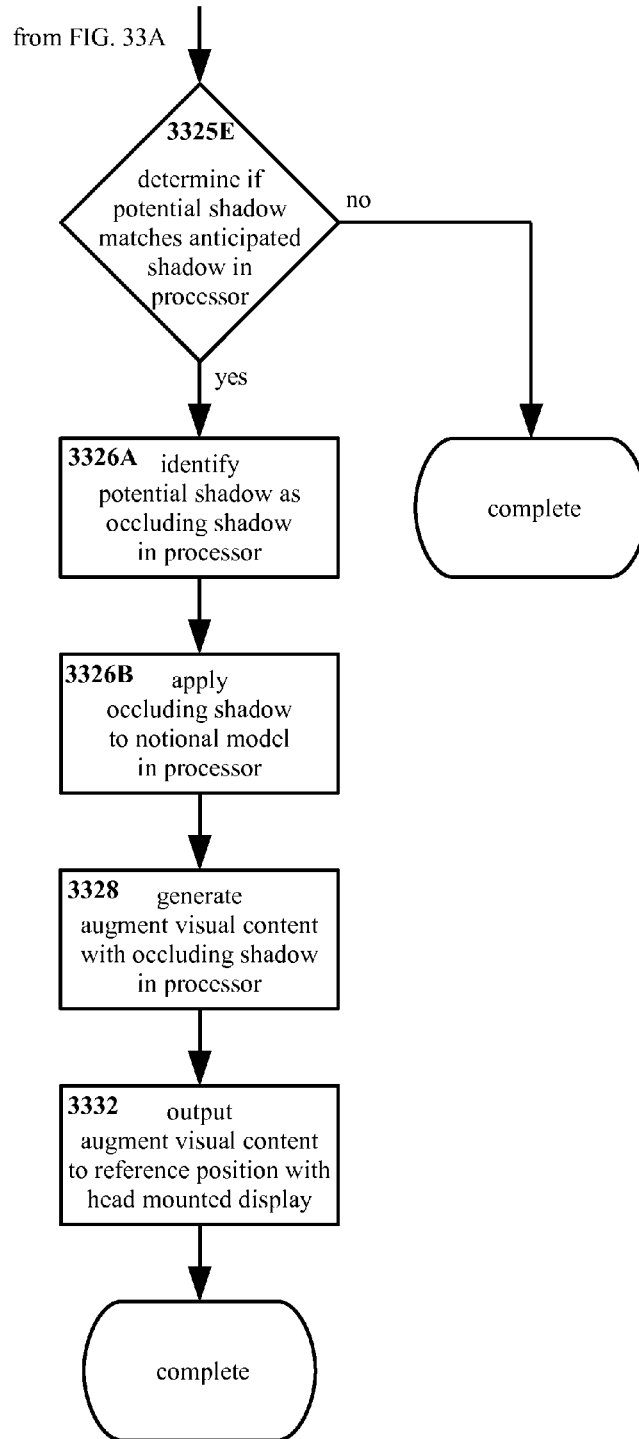 from FIG. 33A
3325E
determine if
potential shadow
matches anticipated
shadow in
processor
no
yes
3326A identify
potential shadow as
occluding shadow
in processor
complete
3326B apply
occluding shadow
to notional model
in processor
3328 generate
augment visual content
with occluding shadow
in processor
3332 output
augment visual content
to reference position with
head mounted display
complete